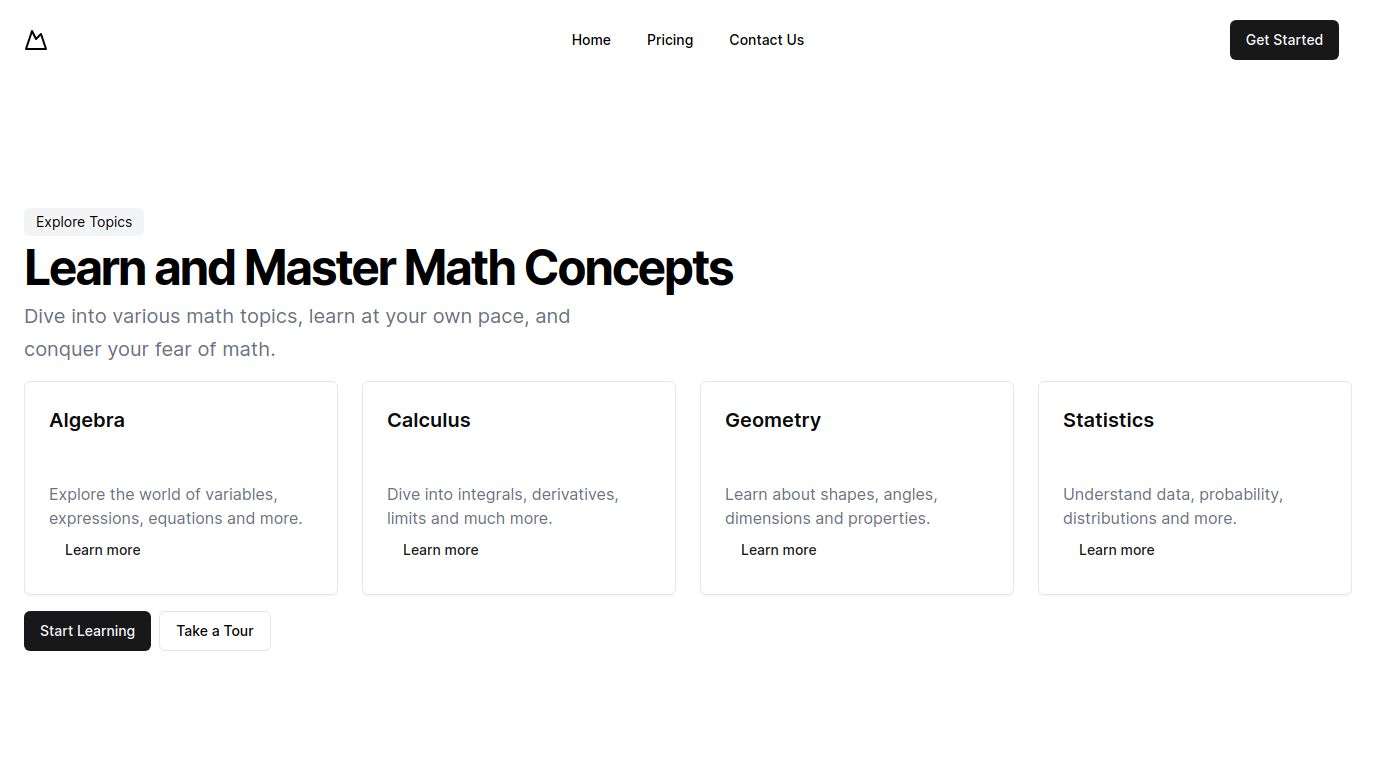 Home
Pricing
Contact Us
Get Started
Explore Topics
Learn and Master Math Concepts
Dive into various math topics, learn at your own pace, and
conquer your fear of math.
Algebra
Explore the world of variables,
expressions, equations and more.
Learn more
Calculus
Dive into integrals, derivatives,
limits and much more.
Learn more
Geometry
Learn about shapes, angles,
dimensions and properties.
Learn more
Statistics
Understand data, probability,
distributions and more.
Learn more
Start Learning
Take a Tour